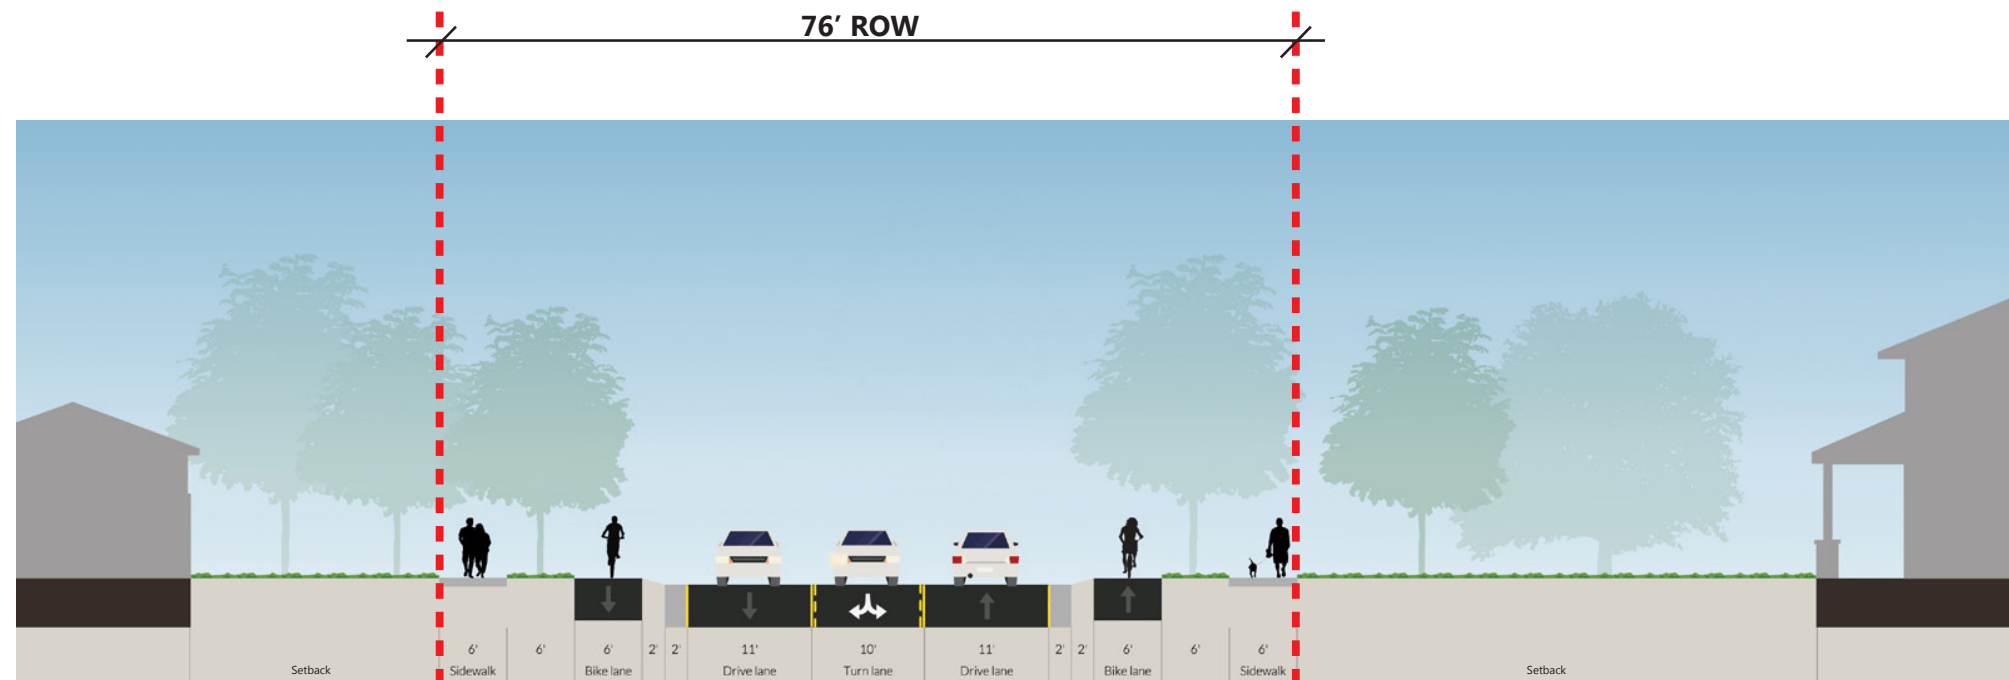 76’ ROW
6' 6' 6' 2' 2' 11' 10' 11' 2' 2' 6' 6' 6'
Setback Sidewalk Bike lane Drive lane Turn lane Drive lane Bike lane Sidewalk Setback